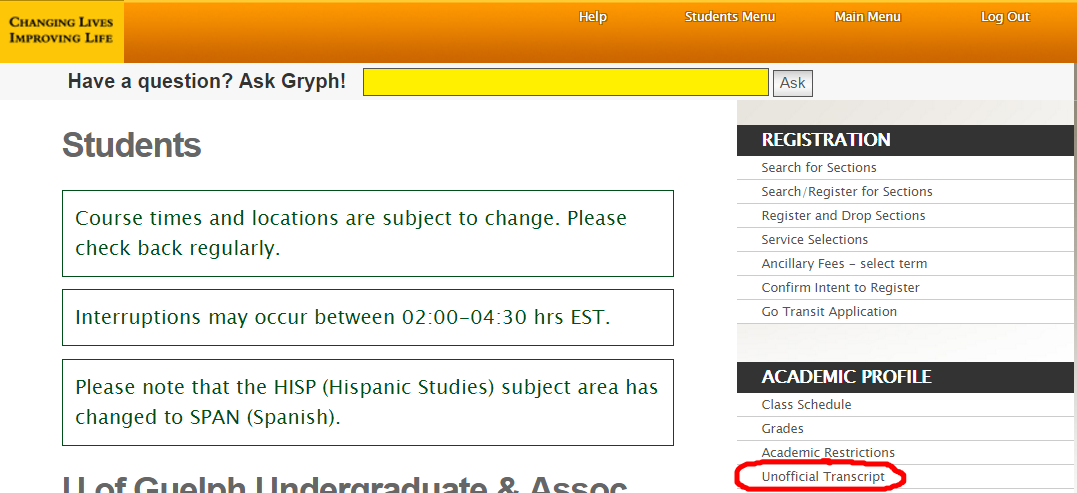 CHANGING LIVES
IMPROVING LIFE
Help Students Menu Main Menu Log Out
Have a question? Ask Gryph! Ask
Students
Course times and locations are subject to change. Please
check back regularly.
Interruptions may occur between 02:00-04:30 hrs EST.
Please note that the HISP (Hispanic Studies) subject area has
changed to SPAN (Spanish).
U of Guelph Undergraduate & Assoc
REGISTRATION
Search for Sections
Search/Register for Sections
Register and Drop Sections
Service Selections
Ancillary Fees - select term
Confirm Intent to Register
Go Transit Application
ACADEMIC PROFILE
Class Schedule
Grades
Academic Restrictions
Unofficial Transcript